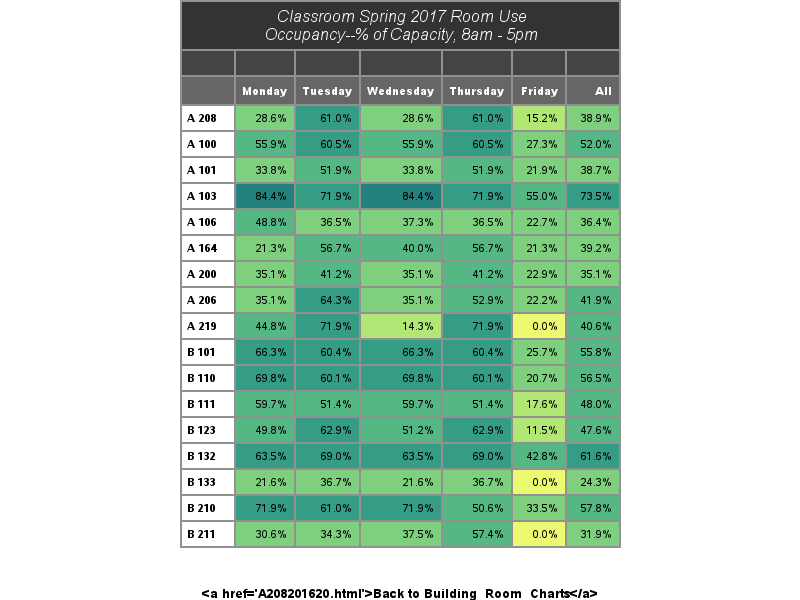 Classroom Spring 2017 Room Use
Occupancy--% of Capacity, 8am - 5pm
Monday Tuesday Wednesday Thursday Friday All
A 208 28.6% 61.0% 28.6% 61.0% 15.2% 38.9%
A 100 55.9% 60.5% 55.9% 60.5% 27.3% 52.0%
A 101 33.8% 51.9% 33.8% 51.9% 21.9% 38.7%
A 103 84.4% 71.9% 84.4% 71.9% 55.0% 73.5%
A 106 48.8% 36.5% 37.3% 36.5% 22.7% 36.4%
A 164 21.3% 56.7% 40.0% 56.7% 21.3% 39.2%
A 200 35.1% 41.2% 35.1% 41.2% 22.9% 35.1%
A 206 35.1% 64.3% 35.1% 52.9% 22.2% 41.9%
A 219 44.8% 71.9% 14.3% 71.9% 0.0% 40.6%
B 101 66.3% 60.4% 66.3% 60.4% 25.7% 55.8%
B 110 69.8% 60.1% 69.8% 60.1% 20.7% 56.5%
B 111 59.7% 51.4% 59.7% 51.4% 17.6% 48.0%
B 123 49.8% 62.9% 51.2% 62.9% 11.5% 47.6%
B 132 63.5% 69.0% 63.5% 69.0% 42.8% 61.6%
B 133 21.6% 36.7% 21.6% 36.7% 0.0% 24.3%
B 210 71.9% 61.0% 71.9% 50.6% 33.5% 57.8%
B 211 30.6% 34.3% 37.5% 57.4% 0.0% 31.9%
<a href='A208201620.html'>Back to Building_Room_Charts</a>